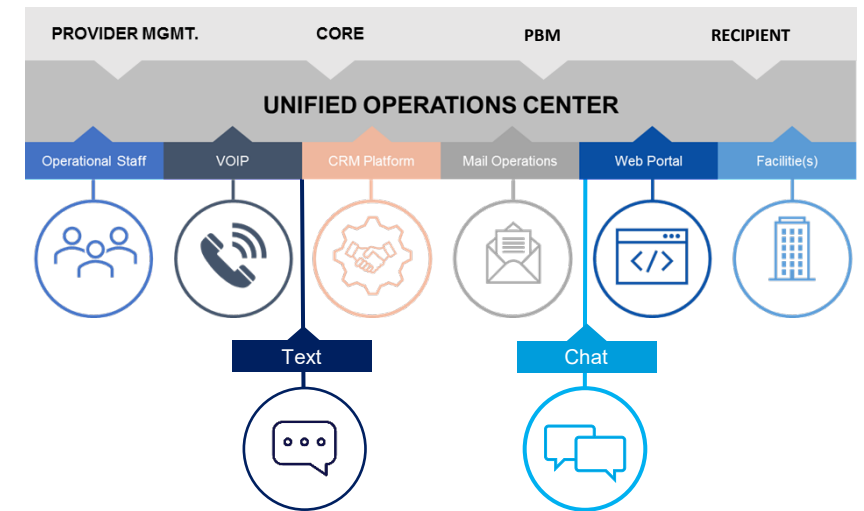 PROVIDER MGMT. CORE PBM RECIPIENT
UNIFIED OPERATIONS CENTER
Operational Staff VOIP CRM Platform Mail Operations Web Portal Facilitie(s)
</>
Text Chat